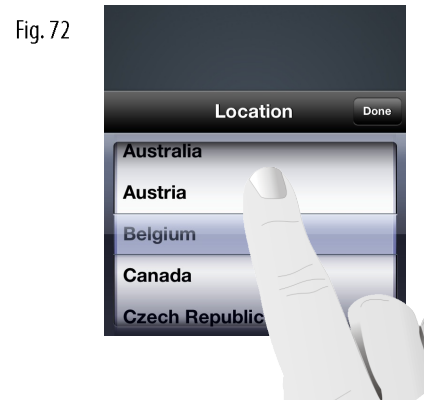 Fig. 72
Location
Done
Australia
Austria
Belgium
Canada
Czech Republic